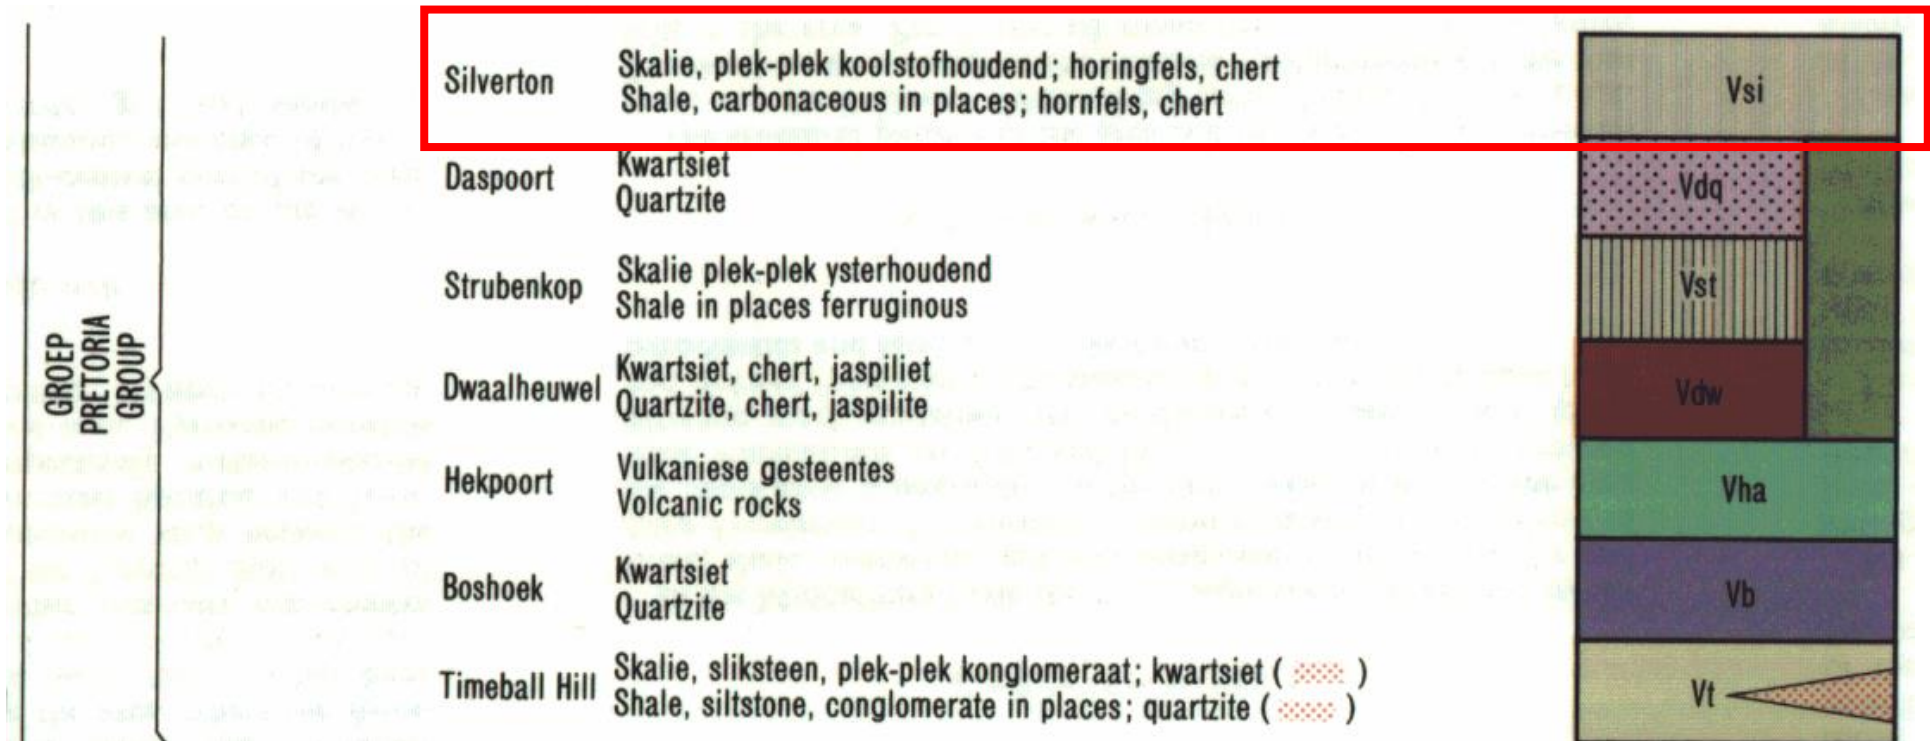 GROEP
PRETORIA
GROUP
Silverton
Skalie, plek-plek koolstofhoudend; horingfels, chert
Shale, carbonaceous in places; hornfels, chert
Vsi
Daspoort
Kwartsiet
Quartzite
Vdq
Strubenkop
Skalie plek-plek ysterhoudend
Shale in places ferruginous
Vst
Dwaalheuwel
Kwartsiet, chert, jaspiliet
Quartzite, chert, jaspilite
Vdw
Hekpoort
Vulkaniese gesteentes
Volcanic rocks
Vha
Boshoek
Kwartsiet
Quartzite
Vb
Timeball Hill
Skalie, sliksteen, plek-plek konglomeraat; kwartsiet ( )
Shale, siltstone, conglomerate in places; quartzite ( )
Vt